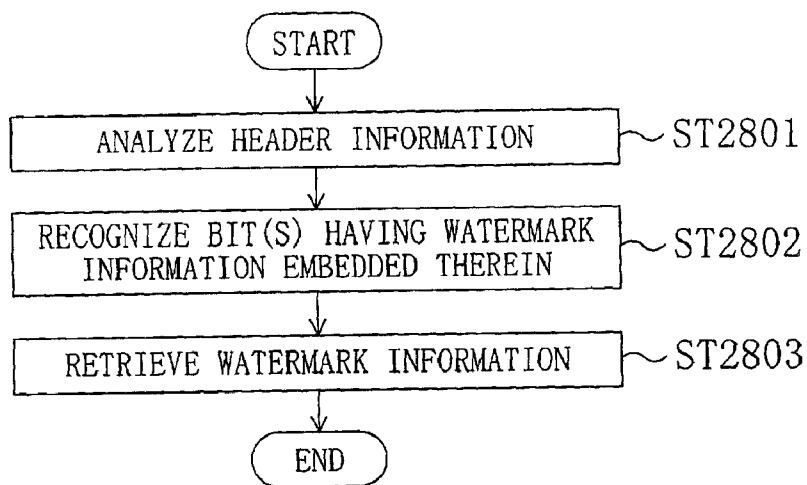 START
ANALYZE HEADER INFORMATION
ST2801
RECOGNIZE BIT(S) HAVING WATERMARK
INFORMATION EMBEDDED THEREIN
ST2802
RETRIEVE WATERMARK INFORMATION
ST2803
END